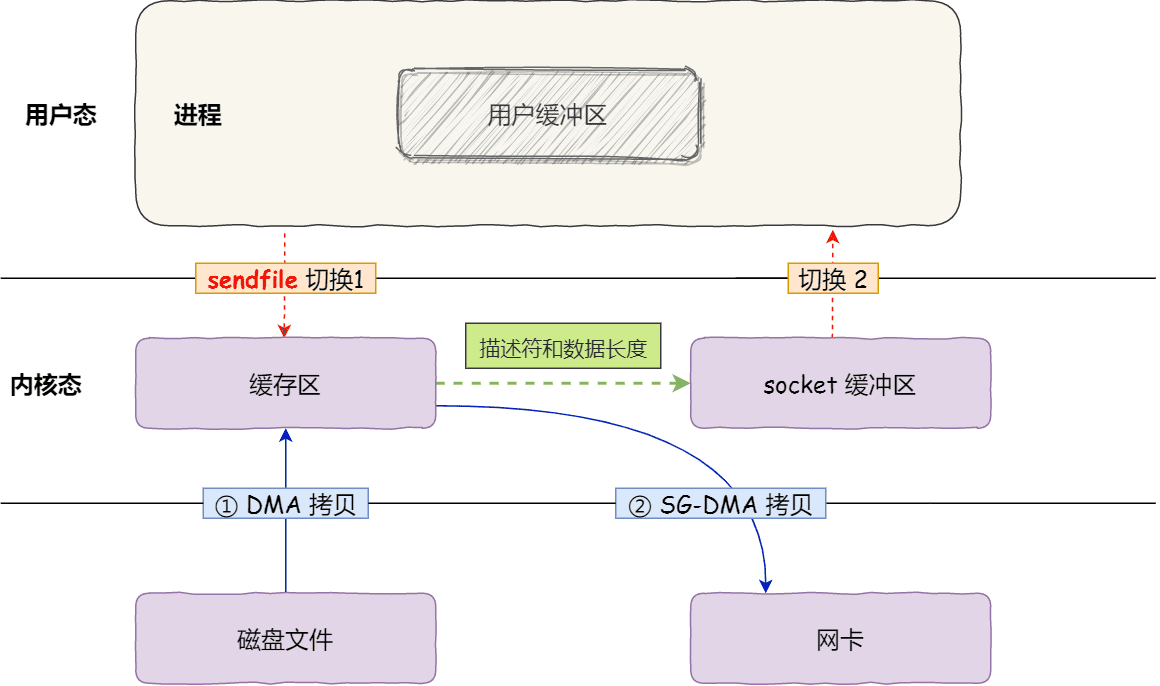 用户态
进程
用户缓冲区
sendfile 切换1
切换 2
描述符和数据长度
内核态
缓存区
socket 缓冲区
① DMA 拷贝
② SG-DMA 拷贝
磁盘文件
网卡